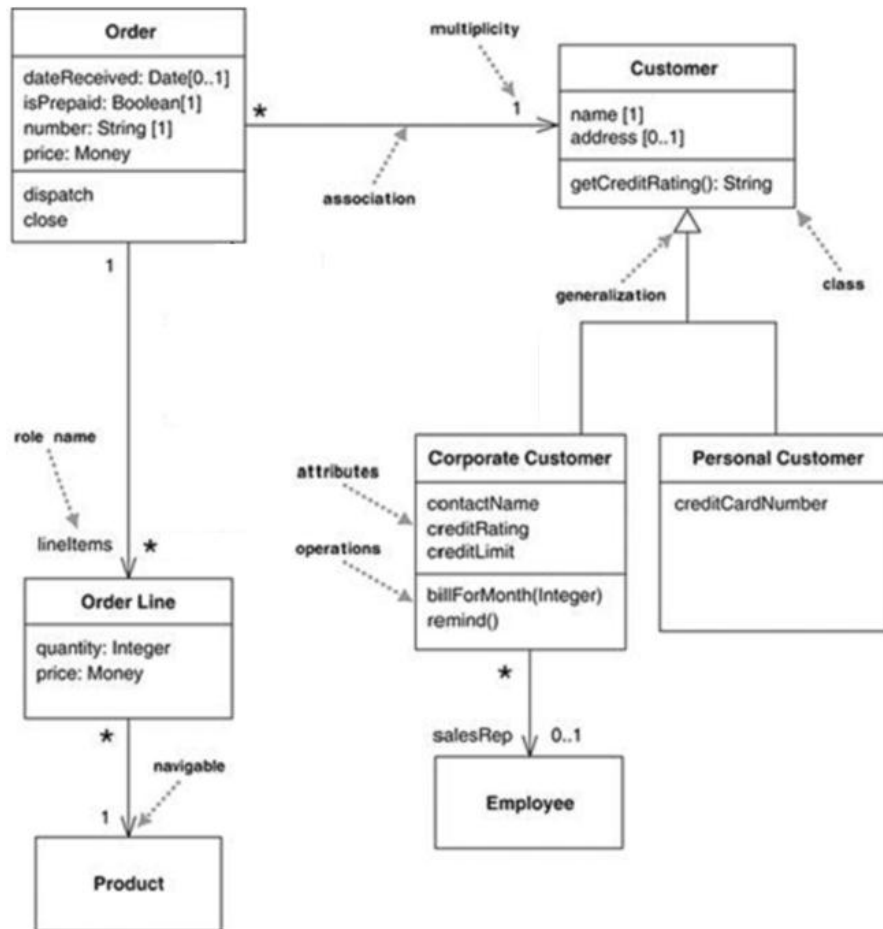 Order
dateReceived: Date[0..1]
isPrepaid: Boolean[1]
number: String [1]
price: Money
dispatch
close
*
multiplicity
1
association
Customer
name [1]
address [0..1]
getCreditRating(): String
generalization
class
1
role name
lineItems
*
Order Line
quantity: Integer
price: Money
*
navigable
1
Product
attributes
operations
Corporate Customer
contactName
creditRating
creditLimit
billForMonth(Integer)
remind()
*
salesRep
0..1
Employee
Personal Customer
creditCardNumber